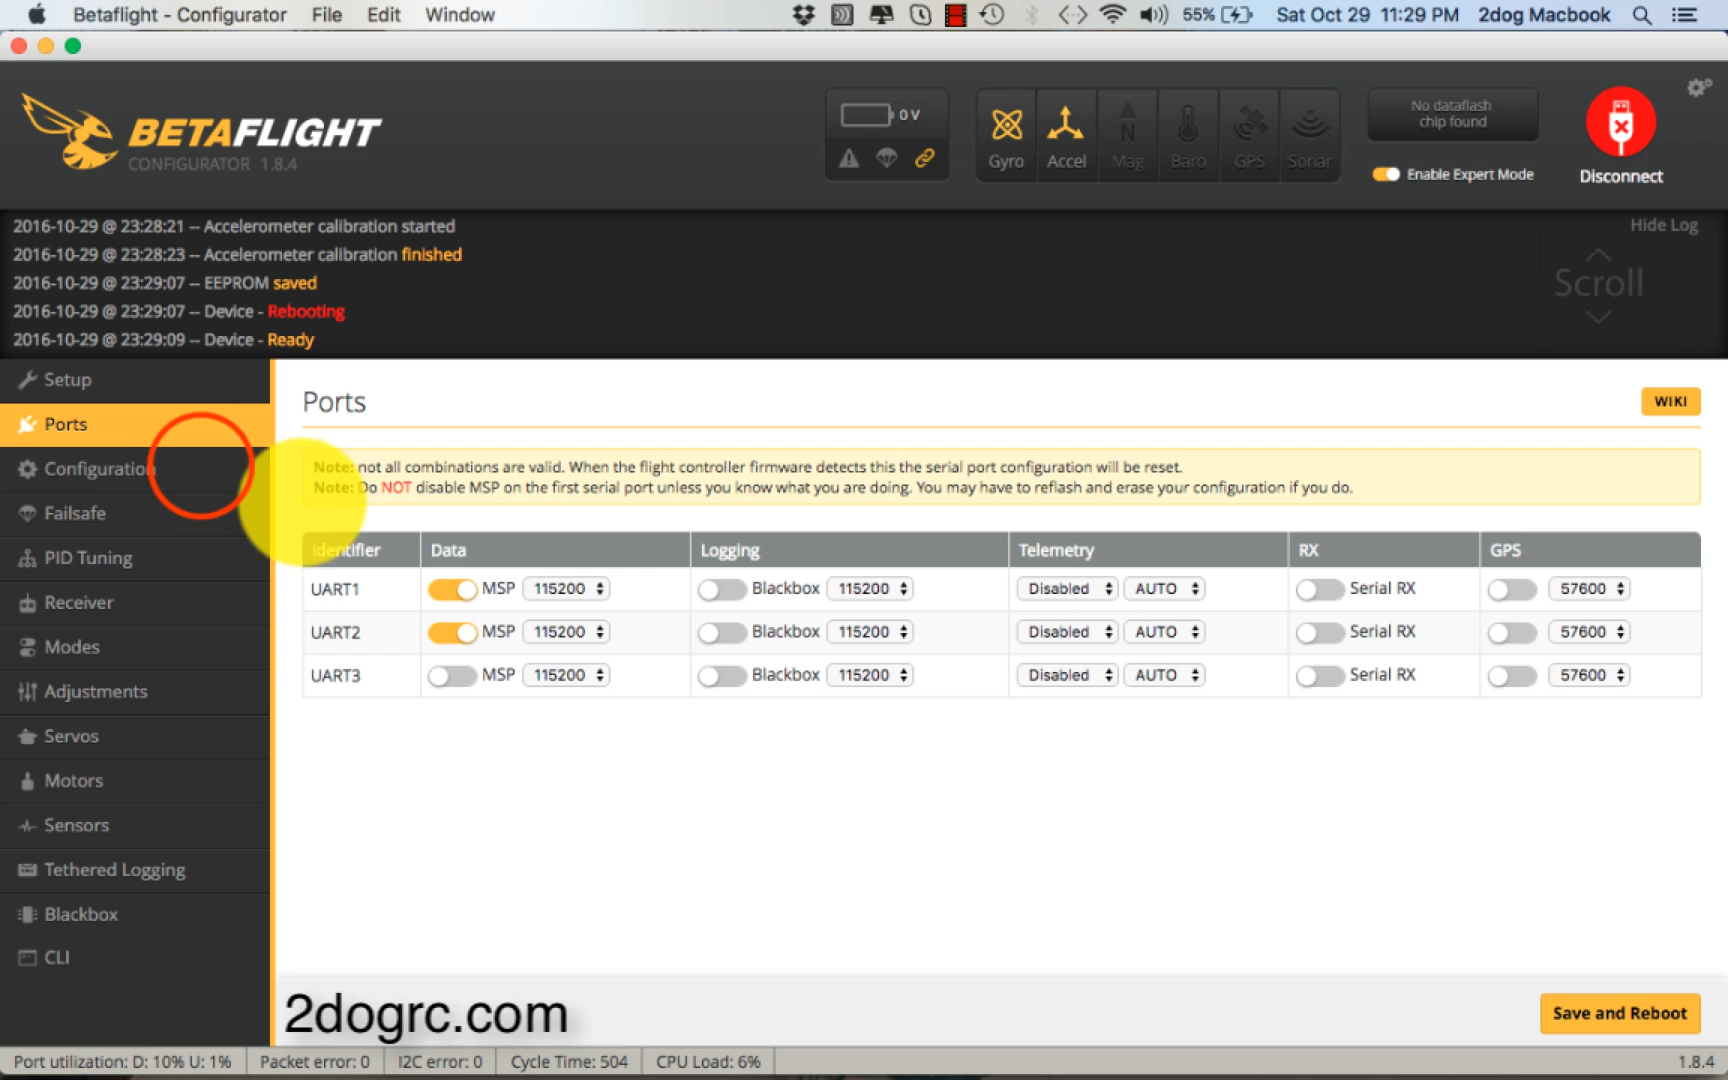 Betaflight - Configurator File Edit Window 55% Sat Oct 29 11:29 PM 2dog Macbook
BETAFLIGHT
CONFIGURATOR 1.8.4
0 V
Gyro Accel Mag Baro GPS Sonar
No dataflash
chip found
Enable Expert Mode
Disconnect
2016-10-29 @ 23:28:21 -- Accelerometer calibration started
2016-10-29 @ 23:28:23 -- Accelerometer calibration finished
2016-10-29 @ 23:29:07 -- EEPROM saved
2016-10-29 @ 23:29:07 -- Device - Rebooting
2016-10-29 @ 23:29:09 -- Device - Ready
Hide Log
Scroll
Setup
Ports
Configuration
Failsafe
PID Tuning
Receiver
Modes
Adjustments
Servos
Motors
Sensors
Tethered Logging
Blackbox
CLI
Ports
WIKI
Note: not all combinations are valid. When the flight controller firmware detects this the serial port configuration will be reset.
Note: Do NOT disable MSP on the first serial port unless you know what you are doing. You may have to reflash and erase your configuration if you do.
Identifier Data Logging Telemetry RX GPS
UART1 MSP 115200 Blackbox 115200 Disabled AUTO Serial RX 57600
UART2 MSP 115200 Blackbox 115200 Disabled AUTO Serial RX 57600
UART3 MSP 115200 Blackbox 115200 Disabled AUTO Serial RX 57600
2dogrc.com
Save and Reboot
Port utilization: D: 10% U: 1% Packet error: 0 I2C error: 0 Cycle Time: 504 CPU Load: 6% 1.8.4